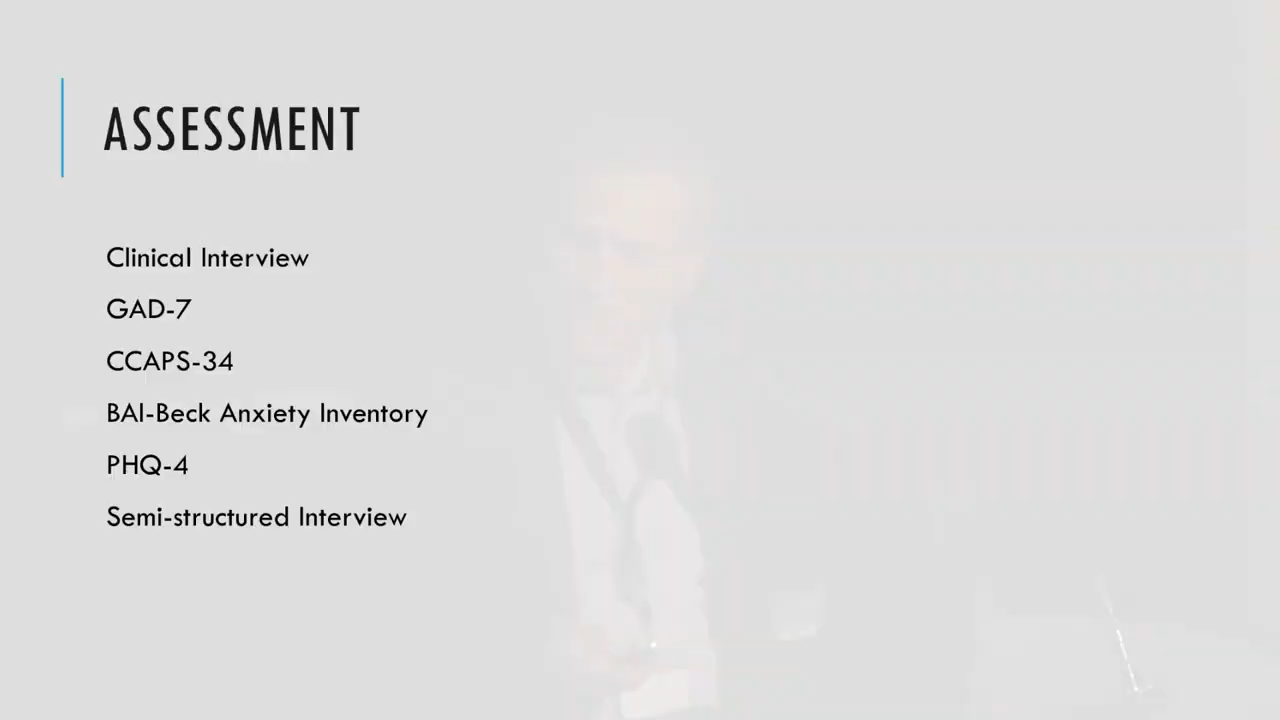 ASSESSMENT
Clinical Interview
GAD-7
CCAPS-34
BAI-Beck Anxiety Inventory
PHQ-4
Semi-structured Interview